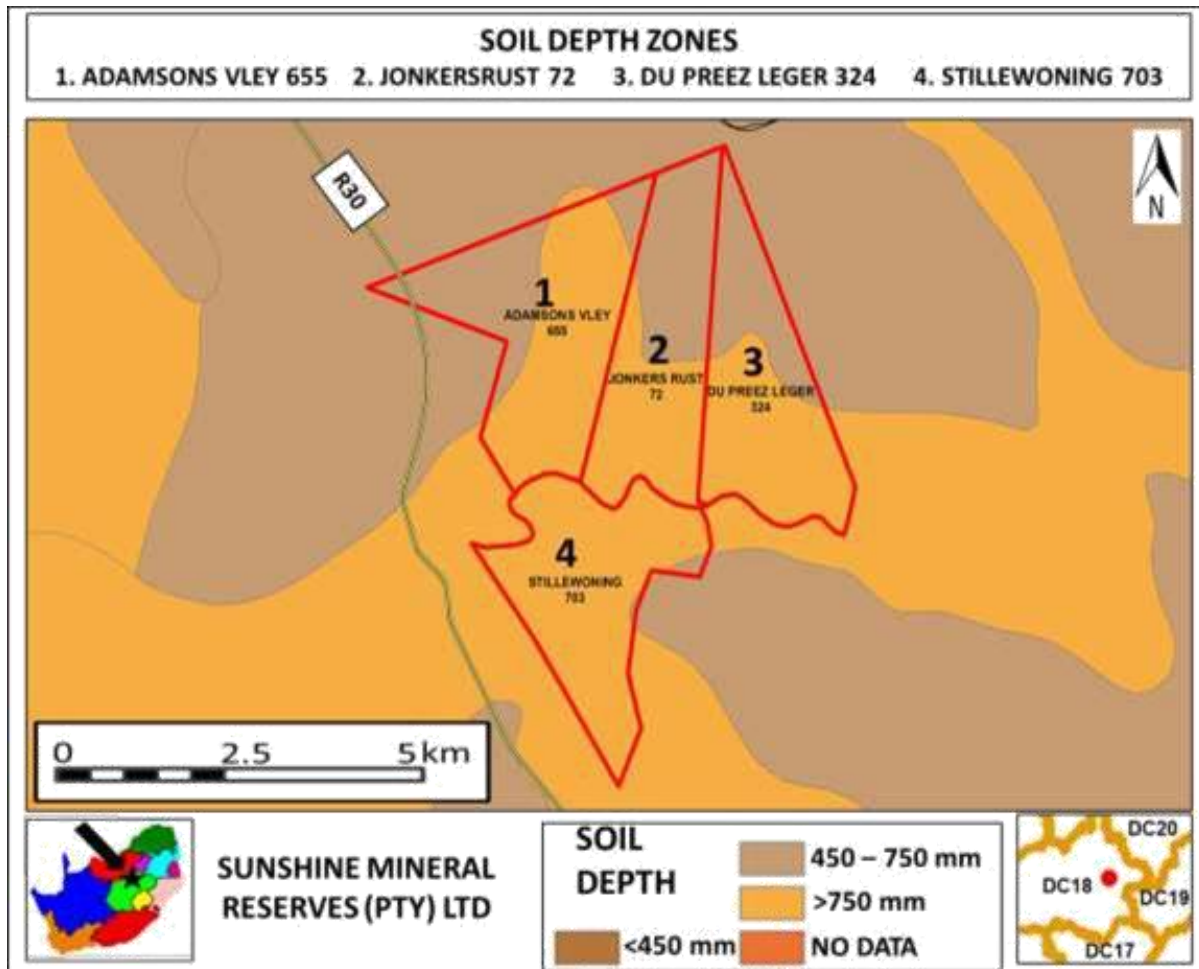 SOIL DEPTH ZONES
1. ADAMSONS VLEY 655 2. JONKERSRUST 72 3. DU PREEZ LEGER 324 4. STILLEWONING 703
R30
N
1
ADAMSONS VLEY
655
2
JONKERS RUST
72
3
DU PREEZ LEGER
324
4
STILLEWONING
703
0 2.5 5 km
SUNSHINE MINERAL
RESERVES (PTY) LTD
SOIL
DEPTH
450 – 750 mm
>750 mm
<450 mm
NO DATA
DC20
DC18
DC19
DC17